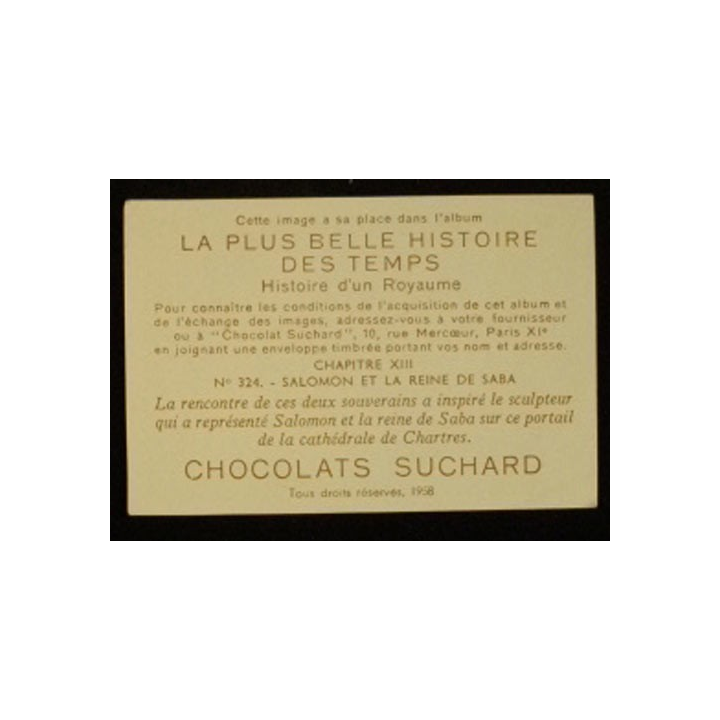 Cette image a sa place dans l'album
LA PLUS BELLE HISTOIRE
DES TEMPS
Histoire d'un Royaume
Pour connaître les conditions de l'acquisition de cet album et
de l'échange des images, adressez-vous à votre fournisseur
ou à "Chocolat Suchard", 10, rue Mercœur, Paris XIe
en joignant une enveloppe timbrée portant vos nom et adresse.
CHAPITRE XIII
No 324. - SALOMON ET LA REINE DE SABA
La rencontre de ces deux souverains a inspiré le sculpteur
qui a représenté Salomon et la reine de Saba sur ce portail
de la cathédrale de Chartres.
CHOCOLATS SUCHARD
Tous droits réservés, 1958